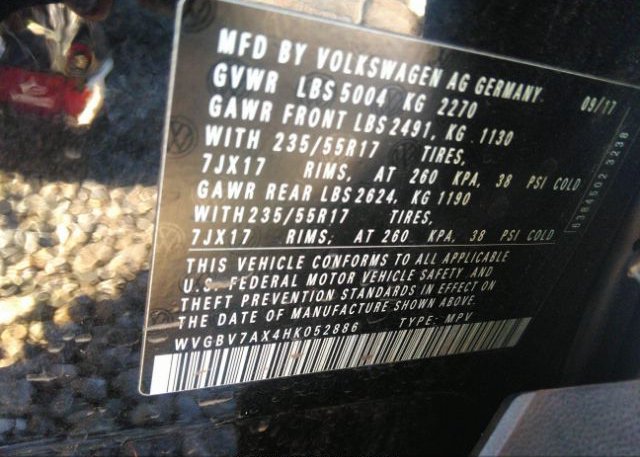 MFD BY VOLKSWAGEN AG GERMANY 09/17
GVWR LBS 5004 KG 2270
GAWR FRONT LBS 2491, KG 1130
WITH 235/55R17 TIRES,
7JX17 RIMS, AT 260 KPA, 38 PSI COLD
GAWR REAR LBS 2624, KG 1190
WITH 235/55R17 TIRES,
7JX17 RIMS, AT 260 KPA, 38 PSI COLD
THIS VEHICLE CONFORMS TO ALL APPLICABLE
U.S. FEDERAL MOTOR VEHICLE SAFETY AND
THEFT PREVENTION STANDARDS IN EFFECT ON
THE DATE OF MANUFACTURE SHOWN ABOVE.
WVGBV7AX4HK052886 TYPE: MPV